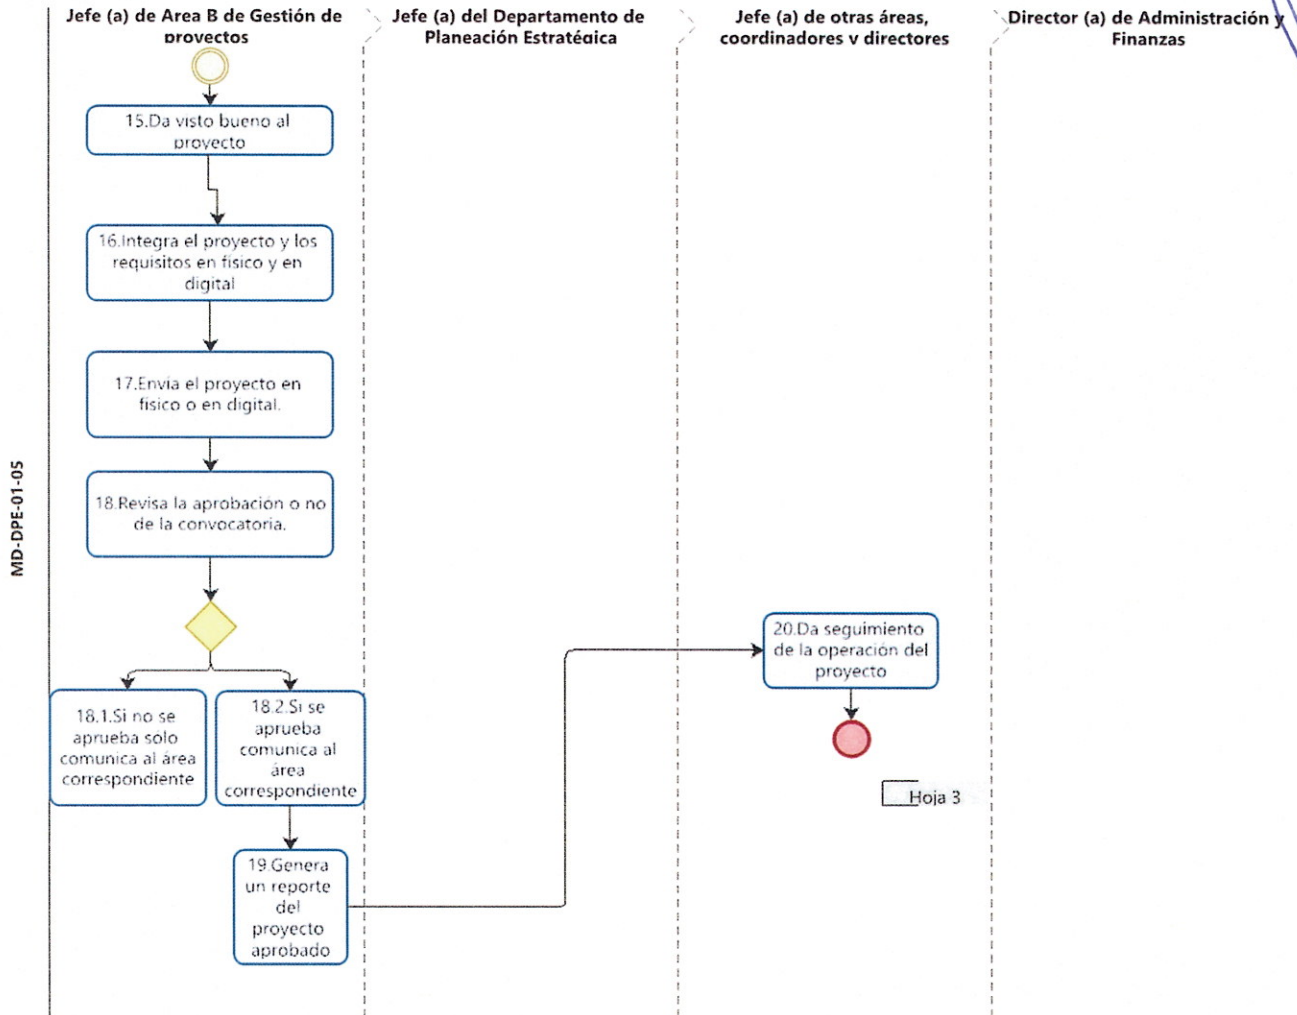 Jefe (a) de Area B de Gestión de
proyectos
Jefe (a) del Departamento de
Planeación Estratégica
Jefe (a) de otras áreas,
coordinadores y directores
Director (a) de Administración y
Finanzas
MD-DPE-01-05
15.Da visto bueno al
proyecto
16.Integra el proyecto y los
requisitos en físico y en
digital
17.Envia el proyecto en
fisico o en digital.
18.Revisa la aprobación o no
de la convocatoria.
18.1.Si no se
aprueba solo
comunica al área
correspondiente
18.2.Si se
aprueba
comunica al
área
correspondiente
19.Genera
un reporte
del
proyecto
aprobado
20.Da seguimiento
de la operación del
proyecto
Hoja 3